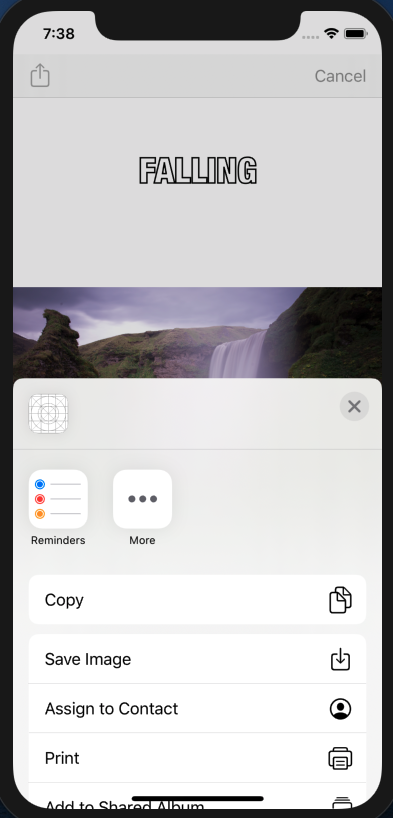 7:38
Cancel
FALLING
Reminders
More
Copy
Save Image
Assign to Contact
Print
Add to Shared Album